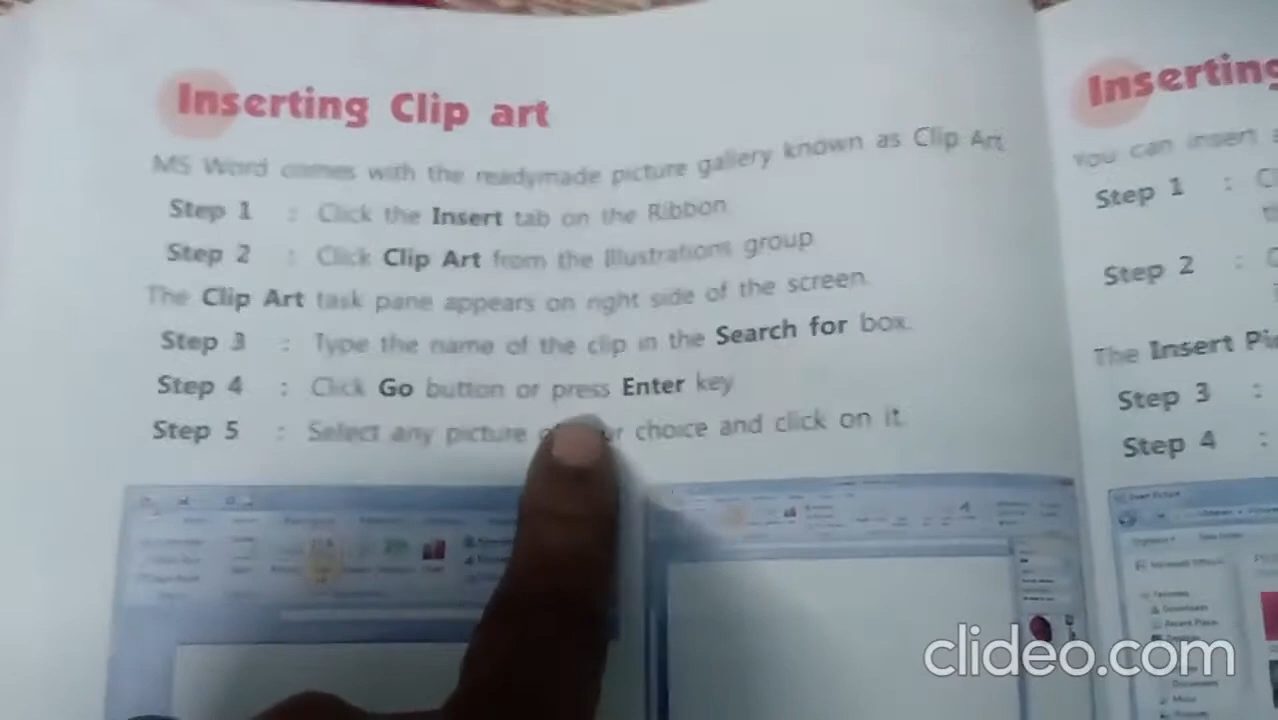 Inserting Clip art
MS Word comes with the readymade picture gallery known as Clip Art
Step 1 : Click the Insert tab on the Ribbon.
Step 2 : Click Clip Art from the Illustrations group
The Clip Art task pane appears on right side of the screen.
Step 3 : Type the name of the clip in the Search for box.
Step 4 : Click Go button or press Enter key
Step 5 : Select any picture choice and click on it.
Inserting
You can insert
Step 1 :
Step 2 :
The Insert
Step 3 :
Step 4 :
clideo.com